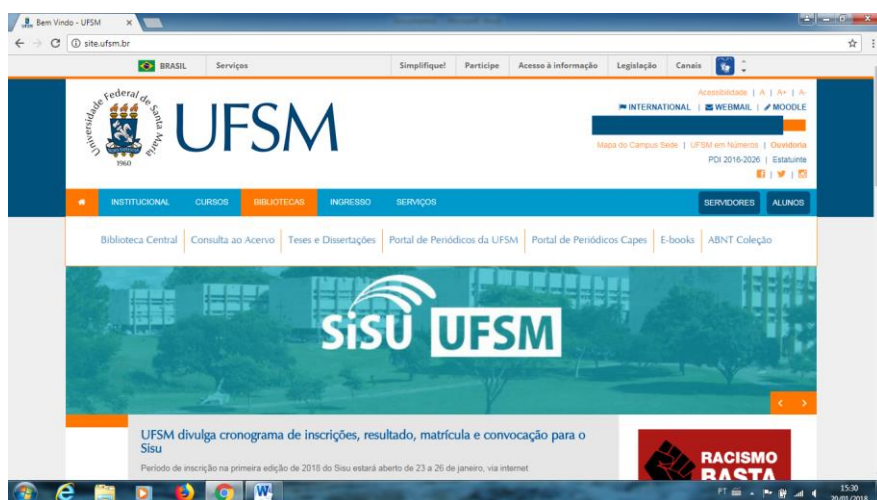 Bem Vindo - UFSM
site.ufsm.br
BRASIL Serviços Simplifique! Participe Acesso à informação Legislação Canais
Acessibilidade | A | A+ | A-
INTERNATIONAL | WEBMAIL | MOODLE
Universidade Federal de Santa Maria
1960
UFSM
Mapa do Campus Sede | UFSM em Números | Ouvidoria
PDI 2016-2026 | Estatuinte
INSTITUCIONAL CURSOS BIBLIOTECAS INGRESSO SERVIÇOS SERVIDORES ALUNOS
Biblioteca Central Consulta ao Acervo Teses e Dissertações Portal de Periódicos da UFSM Portal de Periódicos Capes E-books ABNT Coleção
sisu UFSM
UFSM divulga cronograma de inscrições, resultado, matrícula e convocação para o
Sisu
Período de inscrição na primeira edição de 2018 do Sisu estará aberto de 23 a 26 de janeiro, via internet
RACISMO
BASTA
PT 15:30
20/01/2018